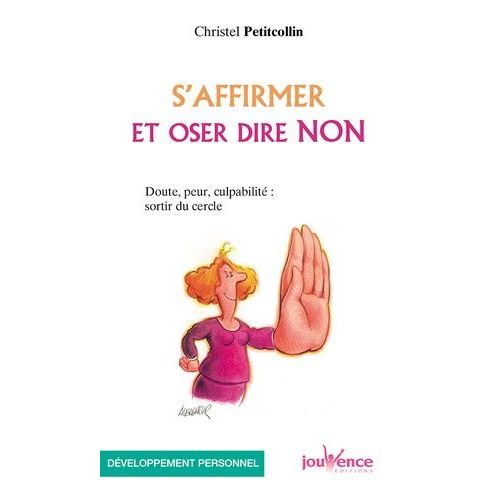 Christel Petitcollin
S'AFFIRMER
ET OSER DIRE NON
Doute, peur, culpabilité :
sortir du cercle
DÉVELOPPEMENT PERSONNEL
jouvence
EDITIONS